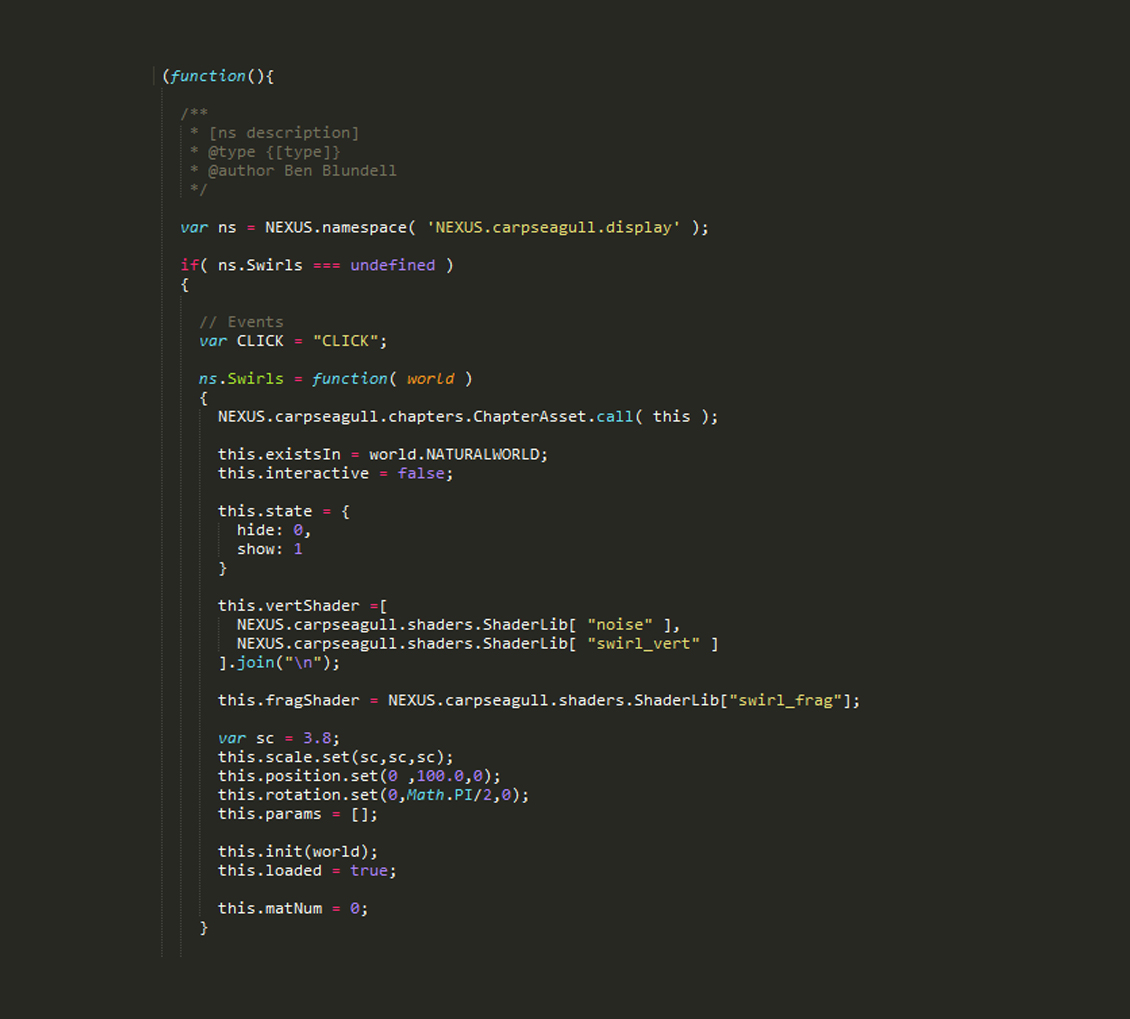 (function(){
/**
* [ns description]
* @type {[type]}
* @author Ben Blundell
*/
var ns = NEXUS.namespace( 'NEXUS.carpseagull.display' );
if( ns.Swirls === undefined )
{
// Events
var CLICK = "CLICK";
ns.Swirls = function( world )
{
NEXUS.carpseagull.chapters.ChapterAsset.call( this );
this.existsIn = world.NATURALWORLD;
this.interactive = false;
this.state = {
hide: 0,
show: 1
}
this.vertShader =[
NEXUS.carpseagull.shaders.ShaderLib[ "noise" ],
NEXUS.carpseagull.shaders.ShaderLib[ "swirl_vert" ]
].join("\n");
this.fragShader = NEXUS.carpseagull.shaders.ShaderLib["swirl_frag"];
var sc = 3.8;
this.scale.set(sc,sc,sc);
this.position.set(0 ,100.0,0);
this.rotation.set(0,Math.PI/2,0);
this.params = [];
this.init(world);
this.loaded = true;
this.matNum = 0;
}